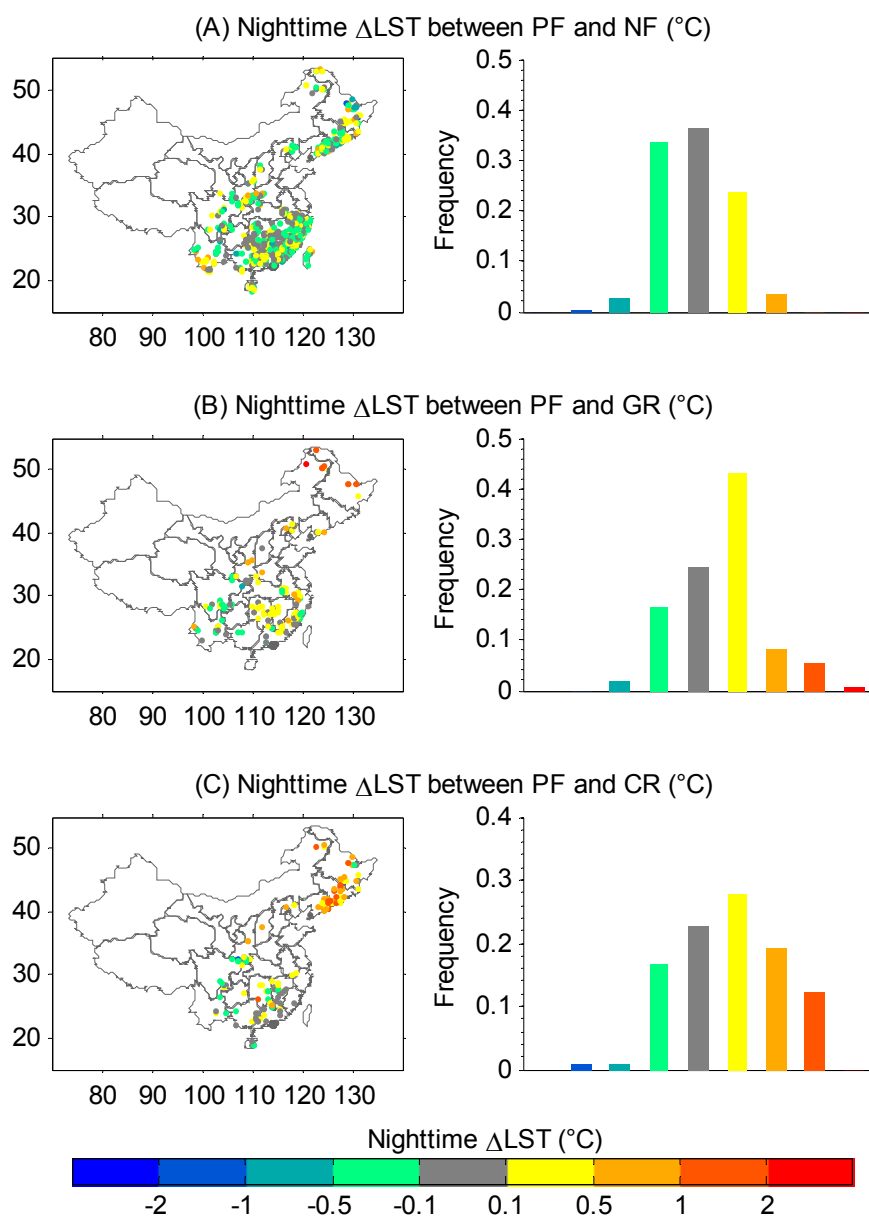 (A) Nighttime ΔLST between PF and NF (°C)
50
40
30
20
80 90 100 110 120 130
Frequency
0.5
0.4
0.3
0.2
0.1
0
(B) Nighttime ΔLST between PF and GR (°C)
50
40
30
20
80 90 100 110 120 130
Frequency
0.5
0.4
0.3
0.2
0.1
0
(C) Nighttime ΔLST between PF and CR (°C)
50
40
30
20
80 90 100 110 120 130
Frequency
0.4
0.3
0.2
0.1
0
Nighttime ΔLST (°C)
-2 -1 -0.5 -0.1 0.1 0.5 1 2